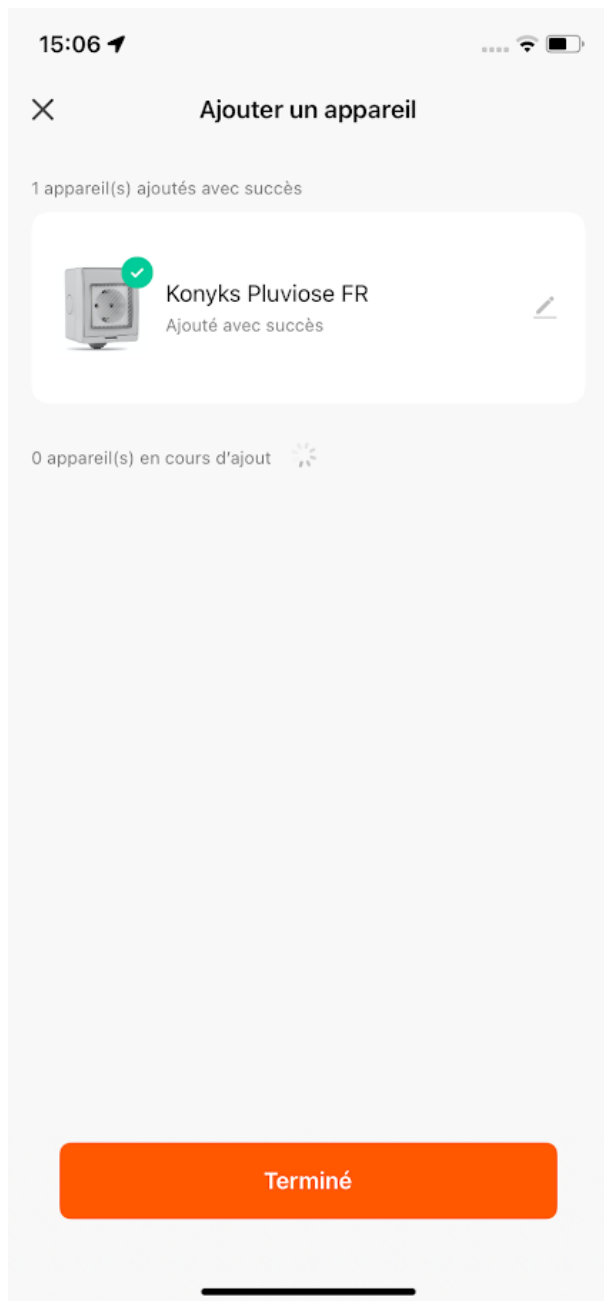 15:06
Ajouter un appareil
1 appareil(s) ajoutés avec succès
Konyks Pluviose FR
Ajouté avec succès
0 appareil(s) en cours d'ajout
Terminé